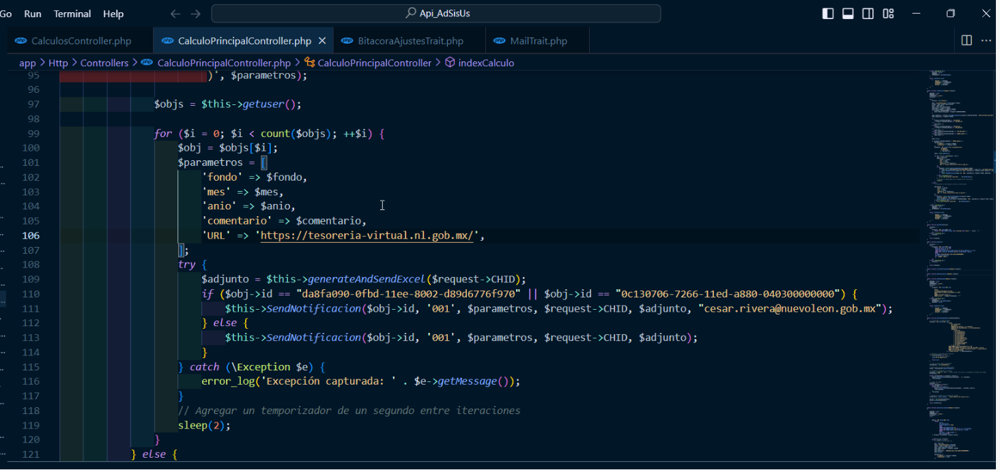 Go Run Terminal Help Api_AdSisUs
CalculosController.php CalculoPrincipalController.php BitacoraAjustesTrait.php MailTrait.php
app > Http > Controllers > CalculoPrincipalController.php > CalculoPrincipalController > indexCalculo
95 )', $parametros);
96
97 $objs = $this->getuser();
98
99 for ($i = 0; $i < count($objs); ++$i) {
100 $obj = $objs[$i];
101 $parametros = [
102 'fondo' => $fondo,
103 'mes' => $mes,
104 'anio' => $anio,
105 'comentario' => $comentario,
106 'URL' => 'https://tesoreria-virtual.nl.gob.mx/',
107 ];
108 try {
109 $adjunto = $this->generateAndSendExcel($request->CHID);
110 if ($obj->id == "da8fa090-0fbd-11ee-8002-d89d6776f970" || $obj->id == "0c130706-7266-11ed-a880-040300000000") {
111 $this->SendNotificacion($obj->id, '001', $parametros, $request->CHID, $adjunto, "cesar.rivera@nuevoleon.gob.mx");
112 } else {
113 $this->SendNotificacion($obj->id, '001', $parametros, $request->CHID, $adjunto);
114 }
115 } catch (\Exception $e) {
116 error_log('Excepción capturada: ' . $e->getMessage());
117 }
118 // Agregar un temporizador de un segundo entre iteraciones
119 sleep(2);
120 }
121 } else {